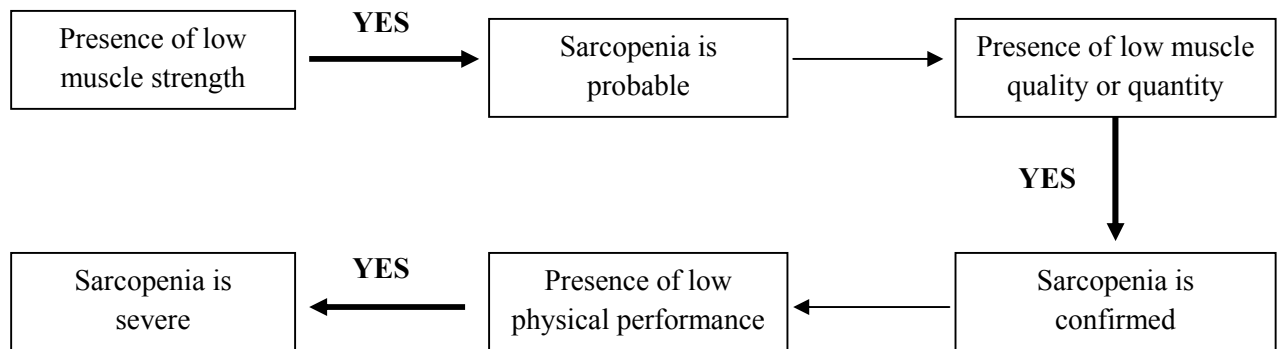 YES
Presence of low
muscle strength
Sarcopenia is
probable
Presence of low muscle
quality or quantity
YES
Sarcopenia is
confirmed
Presence of low
physical performance
YES
Sarcopenia is
severe